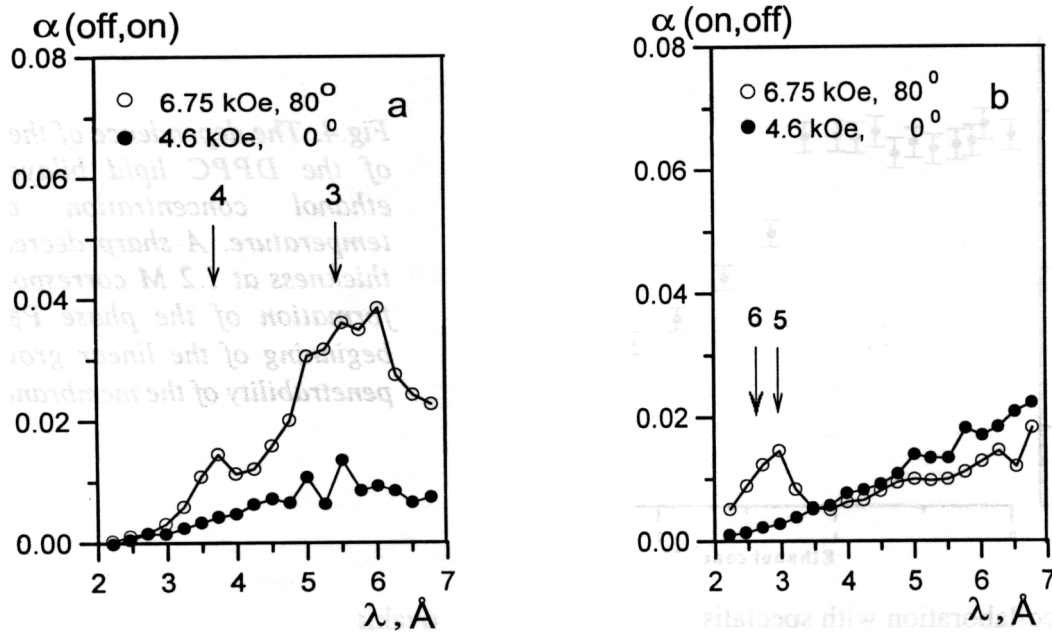 α (off,on)
0.08
6.75 kOe, 80°
4.6 kOe, 0°
a
0.06
4 3
0.04
0.02
0.00
2 3 4 5 6 7
λ, Å
α (on,off)
0.08
6.75 kOe, 80°
4.6 kOe, 0°
b
0.06
0.04
6 5
0.02
0.00
2 3 4 5 6 7
λ, Å